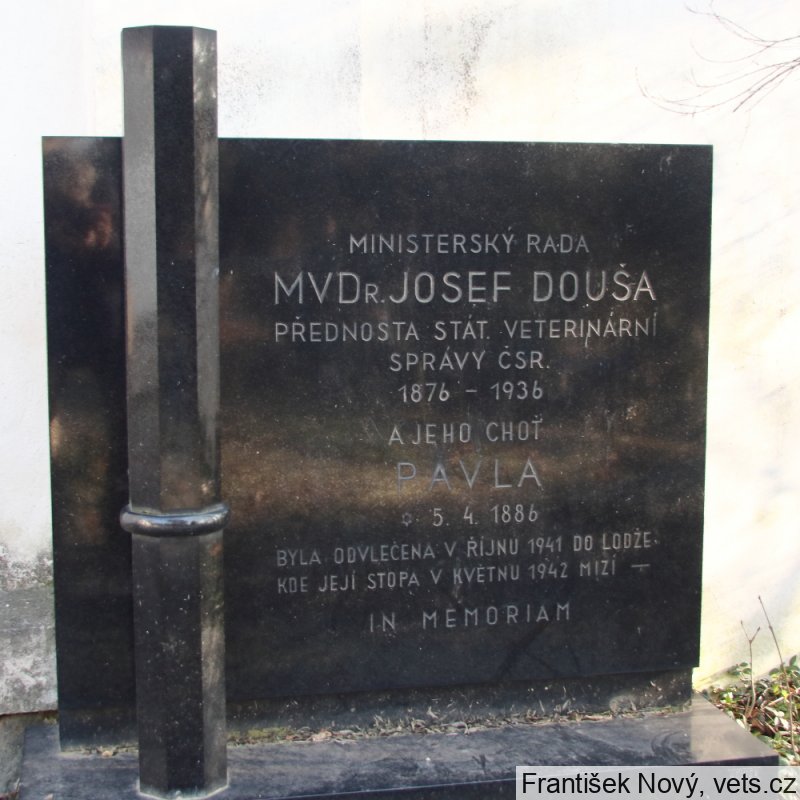 MINISTERSKÝ RADA
MVDR. JOSEF DOUŠA
PŘEDNOSTA STÁT. VETERINÁRNÍ
SPRÁVY ČSR.
1876 - 1936
A JEHO CHOŤ
PAVLA
✡ 5. 4. 1886
BYLA ODVLEČENA V ŘÍJNU 1941 DO LODŽE
KDE JEJÍ STOPA V KVĚTNU 1942 MIZÍ —
IN MEMORIAM
František Nový, vets.cz